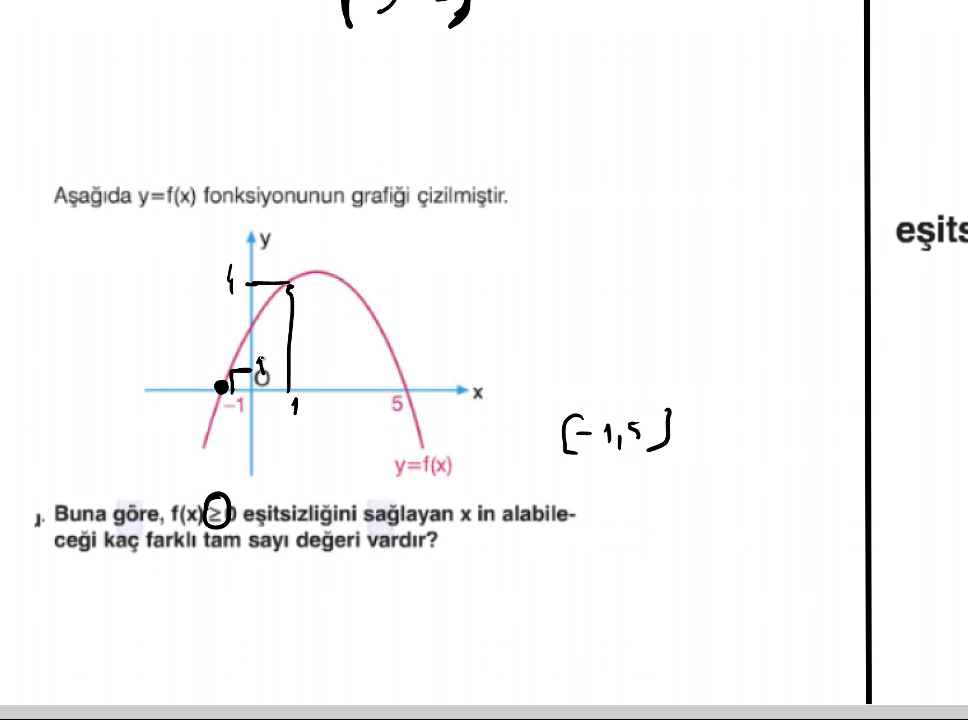 Aşağıda y=f(x) fonksiyonunun grafiği çizilmiştir.
eşits
y
4
1
x
-1
1
5
[-1,5]
y=f(x)
Buna göre, f(x)≥0 eşitsizliğini sağlayan x in alabile-
ceği kaç farklı tam sayı değeri vardır?